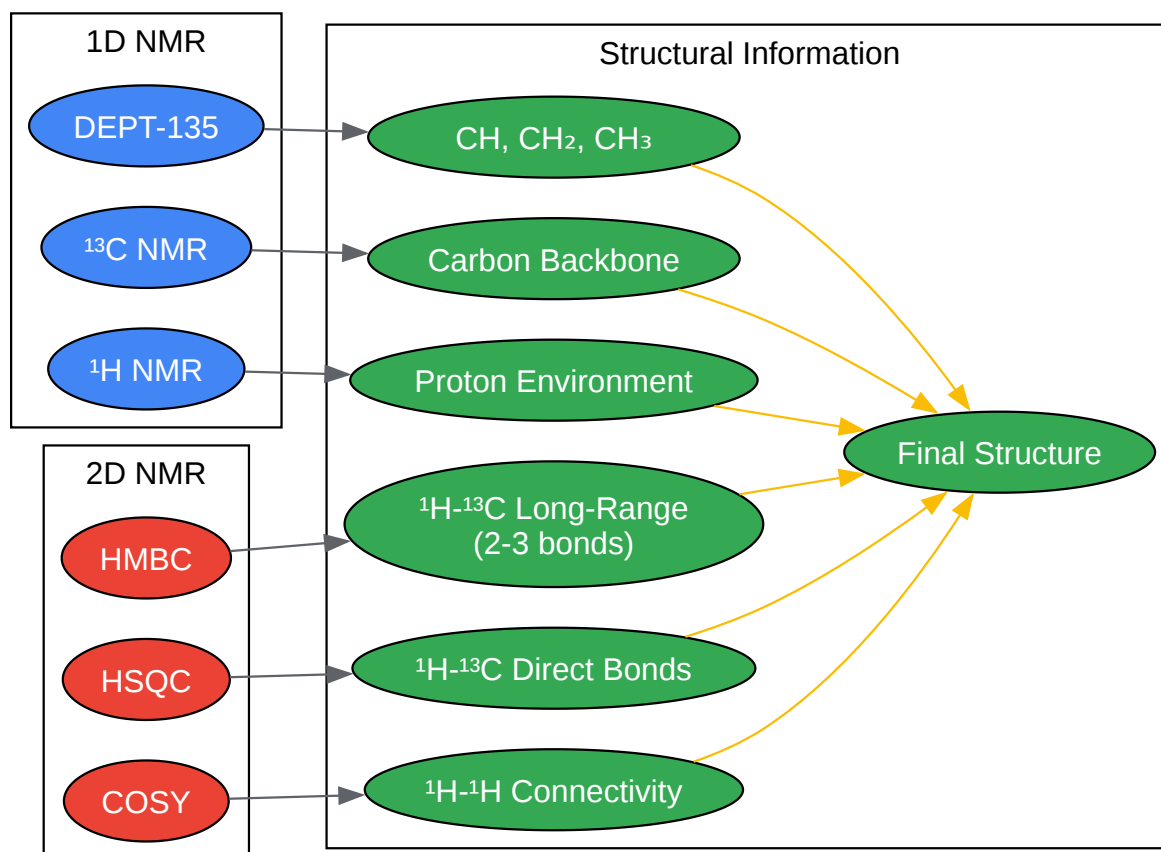 1D NMR
DEPT-135
¹³C NMR
¹H NMR
2D NMR
HMBC
HSQC
COSY
Structural Information
CH, CH₂, CH₃
Carbon Backbone
Proton Environment
¹H-¹³C Long-Range
(2-3 bonds)
¹H-¹³C Direct Bonds
¹H-¹H Connectivity
Final Structure